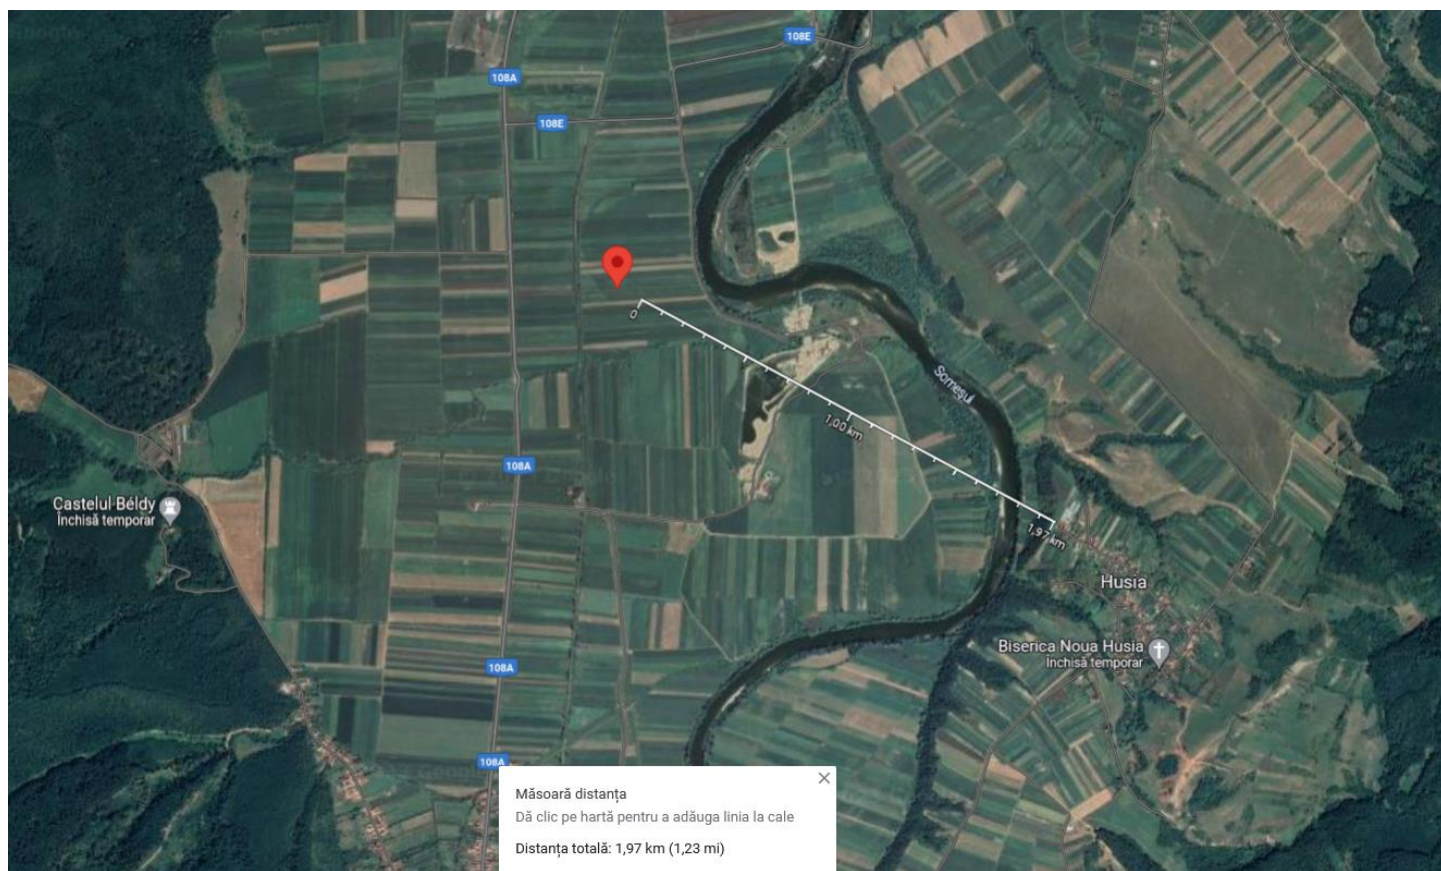 108E
108A
108E
0
Someșul
1,00 km
108A
Castelul Béldy
Închisă temporar
1,97 km
Husia
Biserica Noua Husia
Închisă temporar
108A
108A
Măsoară distanța
Dă clic pe hartă pentru a adăuga linia la cale
Distanța totală: 1,97 km (1,23 mi)